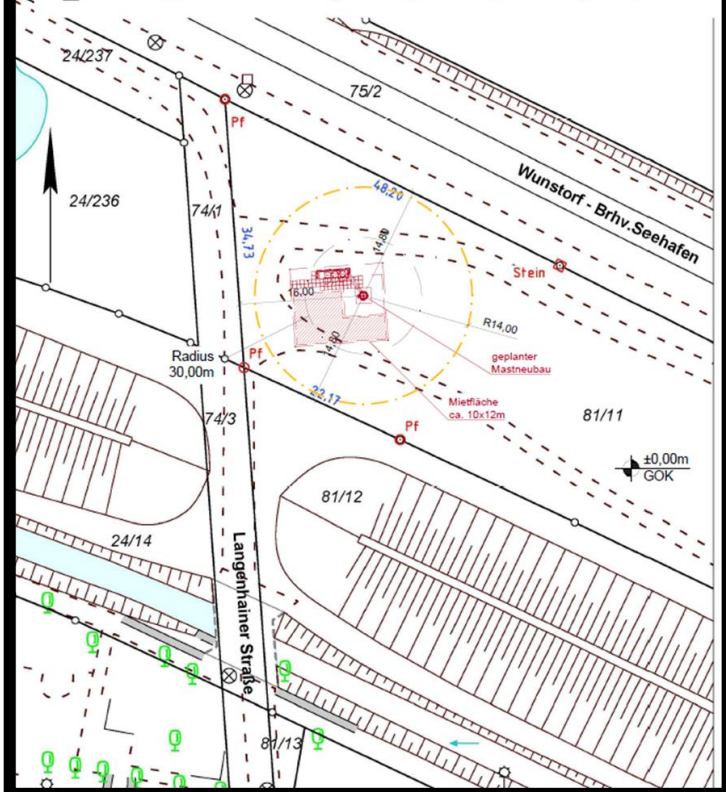 24/237
75/2
Pf
Wunstorf - Brhv.Seehafen
24/236
74/1
48,20
34,73
14,80
Stein
16,00
R14,00
14,80
geplanter
Mastneubau
Radius
30,00m
Pf
22,17
Mietfläche
ca. 10x12m
74/3
Pf
81/11
±0,00m
GOK
81/12
24/14
Langenhainer Straße
81/13